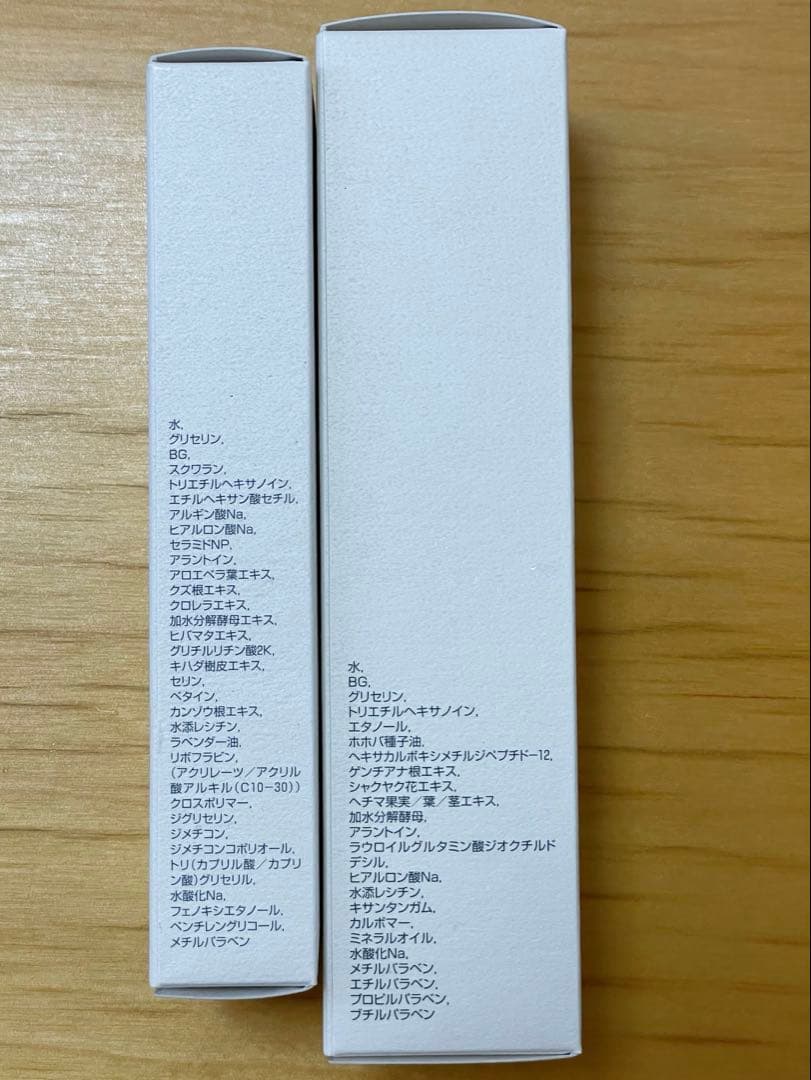 水,
グリセリン,
BG,
スクワラン,
トリエチルヘキサノイン,
エチルヘキサン酸セチル,
アルギン酸Na,
ヒアルロン酸Na,
セラミドNP,
アラントイン,
アロエベラ葉エキス,
クズ根エキス,
クロレラエキス,
加水分解酵母エキス,
ヒバマタエキス,
グリチルリチン酸2K,
キハダ樹皮エキス,
セリン,
ベタイン,
カンゾウ根エキス,
水添レシチン,
ラベンダー油,
リボフラビン,
(アクリレーツ/アクリル
酸アルキル(C10-30))
クロスポリマー,
ジグリセリン,
ジメチコン,
ジメチコンコポリオール,
トリ(カプリル酸/カプリ
ン酸)グリセリル,
水酸化Na,
フェノキシエタノール,
ペンチレングリコール,
メチルパラベン
水,
BG,
グリセリン,
トリエチルヘキサノイン,
エタノール,
ホホバ種子油,
ヘキサカルボキシメチルジペプチド-12,
ゲンチアナ根エキス,
シャクヤク花エキス,
ヘチマ果実/葉/茎エキス,
加水分解酵母,
アラントイン,
ラウロイルグルタミン酸ジオクチルド
デシル,
ヒアルロン酸Na,
水添レシチン,
キサンタンガム,
カルボマー,
ミネラルオイル,
水酸化Na,
メチルパラベン,
エチルパラベン,
プロピルパラベン,
ブチルパラベン